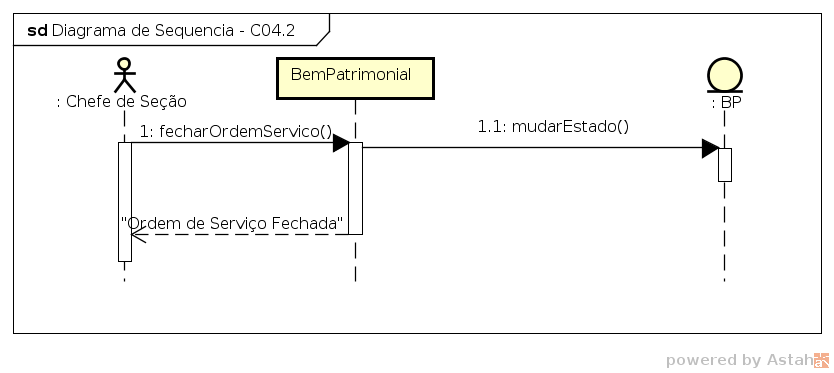 sd Diagrama de Sequencia - C04.2
: Chefe de Seção
BemPatrimonial
: BP
1: fecharOrdemServico()
1.1: mudarEstado()
"Ordem de Serviço Fechada"
powered by Astah